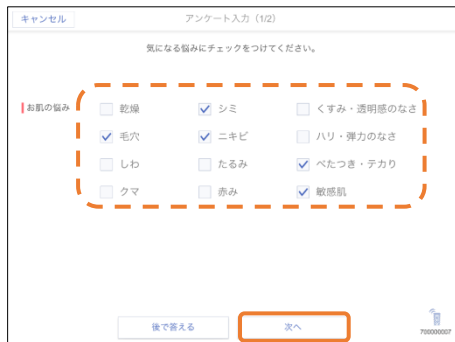 キャンセル アンケート入力（1/2）
気になる悩みにチェックをつけてください。
お肌の悩み 乾燥 シミ くすみ・透明感のなさ
毛穴 ニキビ ハリ・弾力のなさ
しわ たるみ べたつき・テカリ
クマ 赤み 敏感肌
後で答える 次へ
700000007